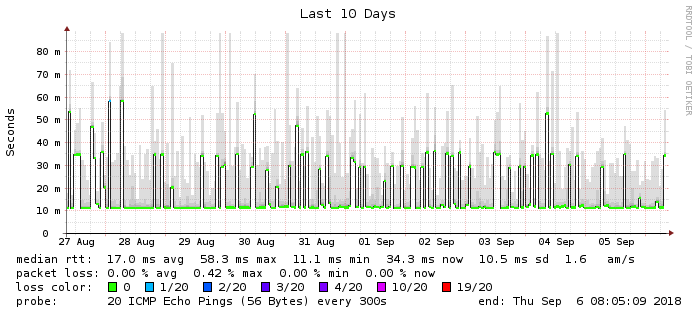 Last 10 Days
RRDTOOL / TOBI OETIKER
Seconds
80 m
70 m
60 m
50 m
40 m
30 m
20 m
10 m
0
27 Aug 28 Aug 29 Aug 30 Aug 31 Aug 01 Sep 02 Sep 03 Sep 04 Sep 05 Sep
median rtt: 17.0 ms avg 58.3 ms max 11.1 ms min 34.3 ms now 10.5 ms sd 1.6 am/s
packet loss: 0.00 % avg 0.42 % max 0.00 % min 0.00 % now
loss color: 0 1/20 2/20 3/20 4/20 10/20 19/20
probe: 20 ICMP Echo Pings (56 Bytes) every 300s end: Thu Sep 6 08:05:09 2018